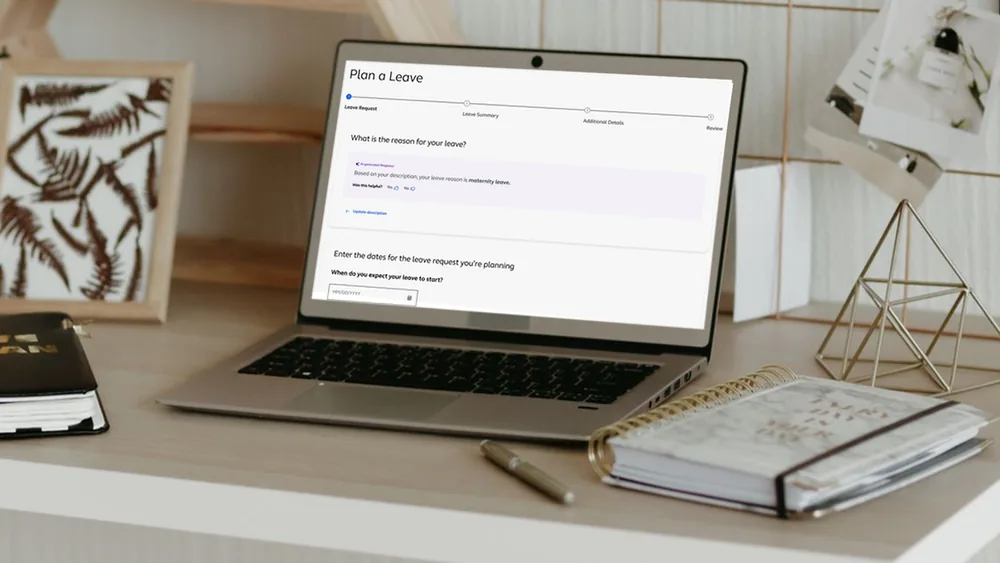 Plan a Leave
Leave Request
Leave Summary
Additional Details
Review
What is the reason for your leave?
AI-generated Response
Based on your description, your leave reason is maternity leave.
Was this helpful? Yes No
Update description
Enter the dates for the leave request you're planning
When do you expect your leave to start?
MM/DD/YYYY